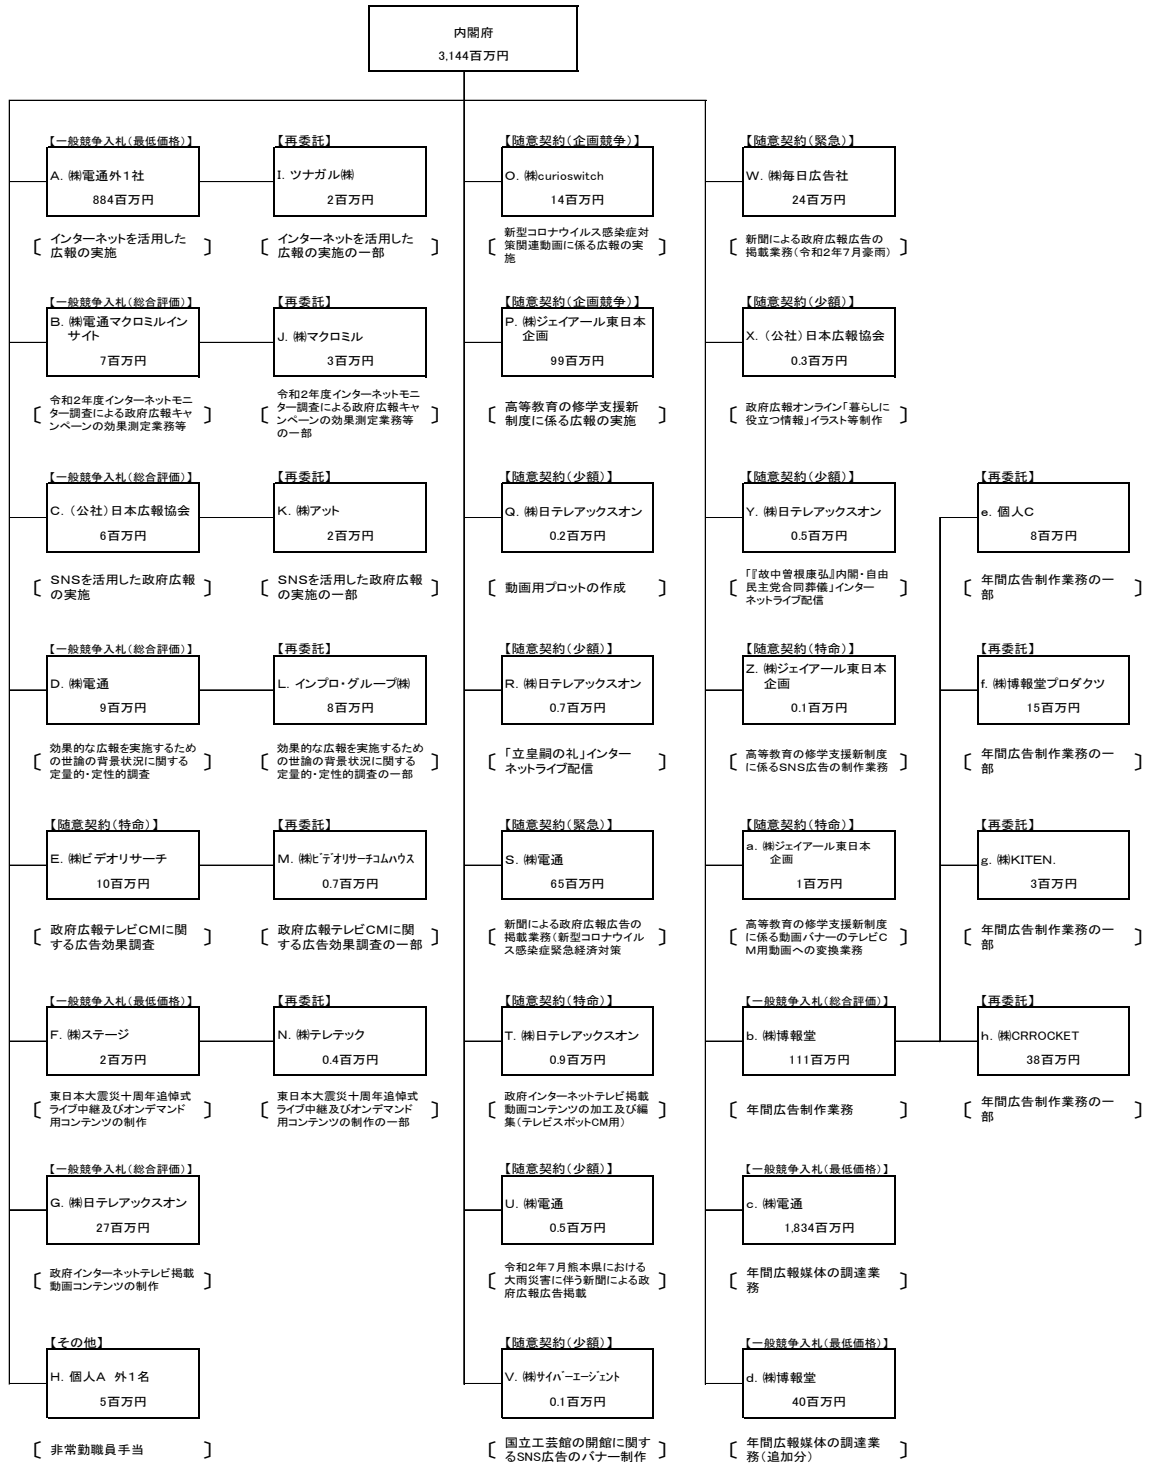 内閣府
3,144百万円
【一般競争入札(最低価格)】
A. ㈱電通外1社
884百万円
インターネットを活用した
広報の実施
【再委託】
I. ツナガル㈱
2百万円
インターネットを活用した
広報の実施の一部
【随意契約(企画競争)】
O. ㈱curioswitch
14百万円
新型コロナウイルス感染症対
策関連動画に係る広報の実
施
【随意契約(緊急)】
W. ㈱毎日広告社
24百万円
新聞による政府広報広告の
掲載業務(令和2年7月豪雨)
【一般競争入札(総合評価)】
B. ㈱電通マクロミルイン
サイト
7百万円
令和2年度インターネットモニ
ター調査による政府広報キャ
ンペーンの効果測定業務等
【再委託】
J. ㈱マクロミル
3百万円
令和2年度インターネットモニ
ター調査による政府広報キャ
ンペーンの効果測定業務等
の一部
【随意契約(企画競争)】
P. ㈱ジェイアール東日本
企画
99百万円
高等教育の修学支援新
制度に係る広報の実施
【随意契約(少額)】
X. (公社)日本広報協会
0.3百万円
政府広報オンライン「暮らしに
役立つ情報」イラスト等制作
【一般競争入札(総合評価)】
C. (公社)日本広報協会
6百万円
SNSを活用した政府広報
の実施
【再委託】
K. ㈱アット
2百万円
SNSを活用した政府広報
の実施の一部
【随意契約(少額)】
Q. ㈱日テレアックスオン
0.2百万円
動画用プロットの作成
【随意契約(少額)】
Y. ㈱日テレアックスオン
0.5百万円
「『故中曽根康弘』内閣・自由
民主党合同葬儀」インター
ネットライブ配信
【再委託】
e. 個人C
8百万円
年間広告制作業務の一
部
【一般競争入札(総合評価)】
D. ㈱電通
9百万円
効果的な広報を実施するため
の世論の背景状況に関する
定量的・定性的調査
【再委託】
L. インプロ・グループ㈱
8百万円
効果的な広報を実施するため
の世論の背景状況に関する
定量的・定性的調査の一部
【随意契約(少額)】
R. ㈱日テレアックスオン
0.7百万円
「立皇嗣の礼」インター
ネットライブ配信
【随意契約(特命)】
Z. ㈱ジェイアール東日本
企画
0.1百万円
高等教育の修学支援新制度
に係るSNS広告の制作業務
【再委託】
f. ㈱博報堂プロダクツ
15百万円
年間広告制作業務の一
部
【随意契約(特命)】
E. ㈱ビデオリサーチ
10百万円
政府広報テレビCMに関
する広告効果調査
【再委託】
M. ㈱ﾋﾞﾃﾞｵﾘｻｰﾁｺﾑﾊｳｽ
0.7百万円
政府広報テレビCMに関
する広告効果調査の一部
【随意契約(緊急)】
S. ㈱電通
65百万円
新聞による政府広報広告の
掲載業務(新型コロナウイル
ス感染症緊急経済対策
【随意契約(特命)】
a. ㈱ジェイアール東日本
企画
1百万円
高等教育の修学支援新制度
に係る動画バナーのテレビC
M用動画への変換業務
【再委託】
g. ㈱KITEN.
3百万円
年間広告制作業務の一
部
【一般競争入札(最低価格)】
F. ㈱ステージ
2百万円
東日本大震災十周年追悼式
ライブ中継及びオンデマンド
用コンテンツの制作
【再委託】
N. ㈱テレテック
0.4百万円
東日本大震災十周年追悼式
ライブ中継及びオンデマンド
用コンテンツの制作の一部
【随意契約(特命)】
T. ㈱日テレアックスオン
0.9百万円
政府インターネットテレビ掲載
動画コンテンツの加工及び編
集(テレビスポットCM用)
【一般競争入札(総合評価)】
b. ㈱博報堂
111百万円
年間広告制作業務
【再委託】
h. ㈱CRROCKET
38百万円
年間広告制作業務の一
部
【一般競争入札(総合評価)】
G. ㈱日テレアックスオン
27百万円
政府インターネットテレビ掲載
動画コンテンツの制作
【随意契約(少額)】
U. ㈱電通
0.5百万円
令和2年7月熊本県における
大雨災害に伴う新聞による政
府広報広告掲載
【一般競争入札(最低価格)】
c. ㈱電通
1,834百万円
年間広報媒体の調達業
務
【その他】
H. 個人A 外1名
5百万円
非常勤職員手当
【随意契約(少額)】
V. ㈱ｻｲﾊﾞｰｴｰｼﾞｪﾝﾄ
0.1百万円
国立工芸館の開館に関す
るSNS広告のバナー制作
【一般競争入札(最低価格)】
d. ㈱博報堂
40百万円
年間広報媒体の調達業
務(追加分)